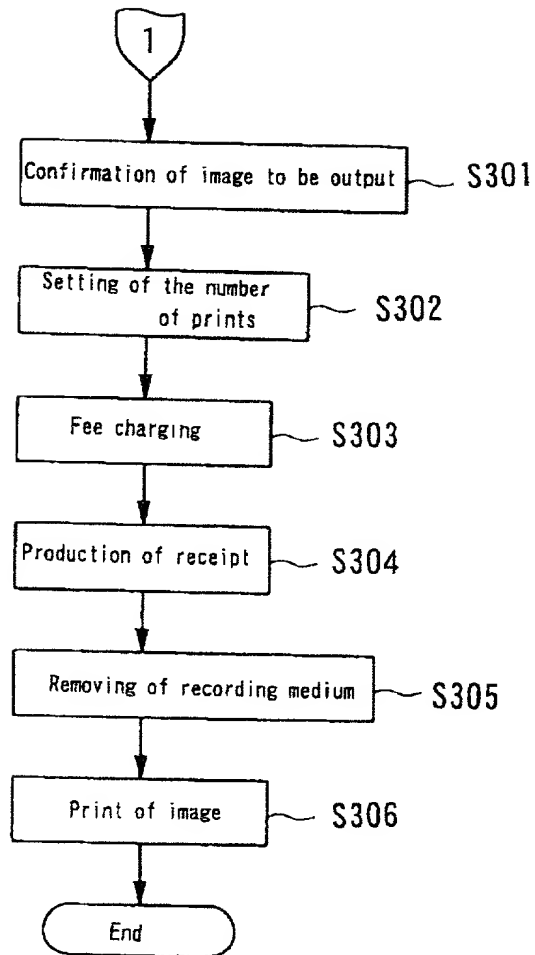 1
Confirmation of image to be output
S301
Setting of the number
of prints
S302
Fee charging
S303
Production of receipt
S304
Removing of recording medium
S305
Print of image
S306
End